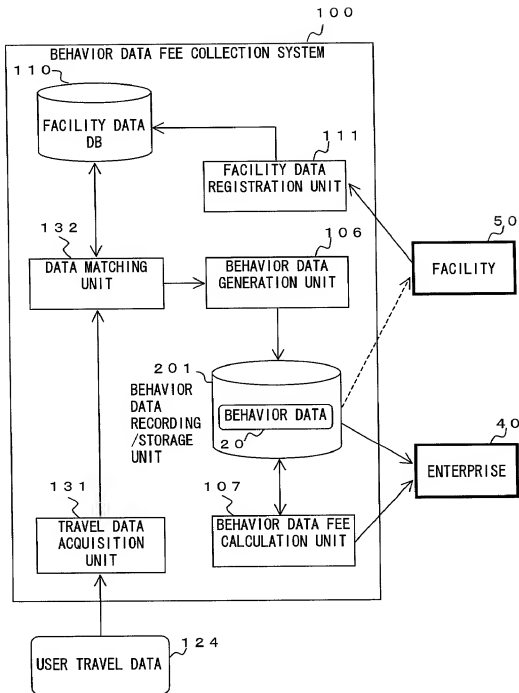 100
BEHAVIOR DATA FEE COLLECTION SYSTEM
110
FACILITY DATA
DB
111
FACILITY DATA
REGISTRATION UNIT
50
FACILITY
132
DATA MATCHING
UNIT
106
BEHAVIOR DATA
GENERATION UNIT
201
BEHAVIOR
DATA
RECORDING
/STORAGE
UNIT
BEHAVIOR DATA
20
40
ENTERPRISE
131
TRAVEL DATA
ACQUISITION
UNIT
107
BEHAVIOR DATA FEE
CALCULATION UNIT
124
USER TRAVEL DATA